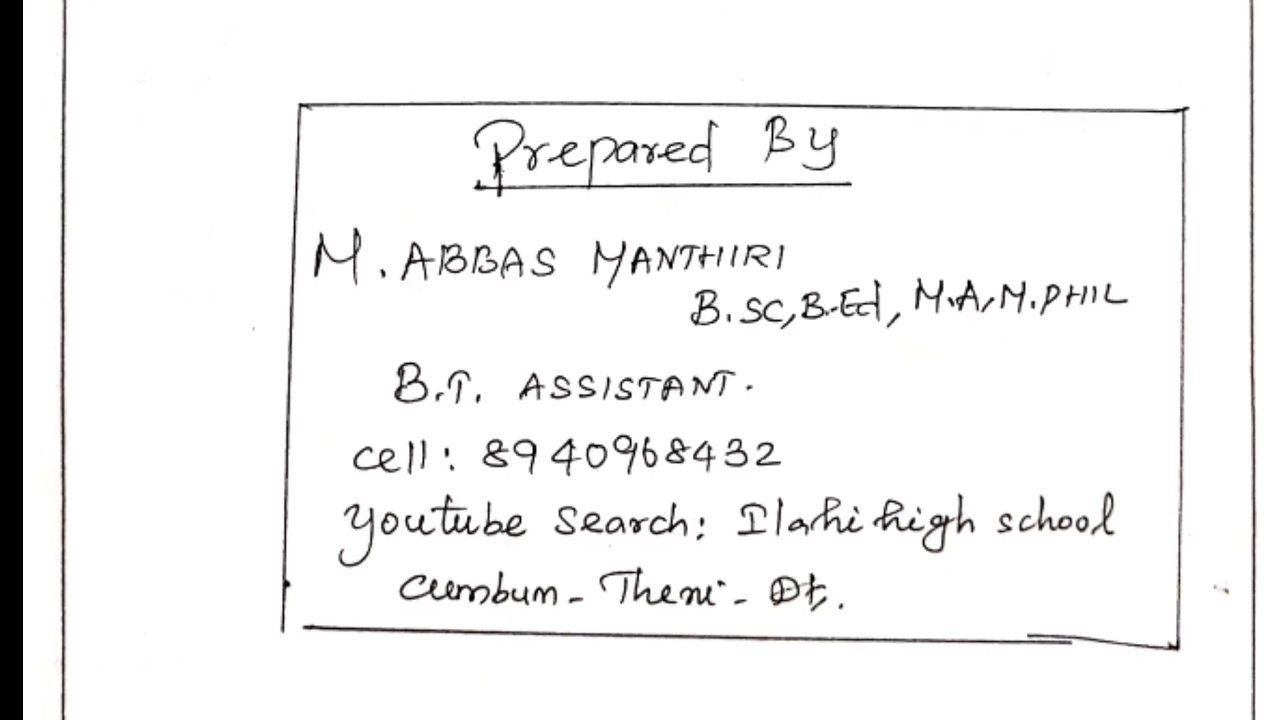 Prepared By
M. ABBAS MANTHIRI
B.SC, B.Ed, M.A, M.PHIL
B.T. ASSISTANT.
cell: 8940968432
youtube search: Ilahi high school
Cumbum - Theni - Dt.